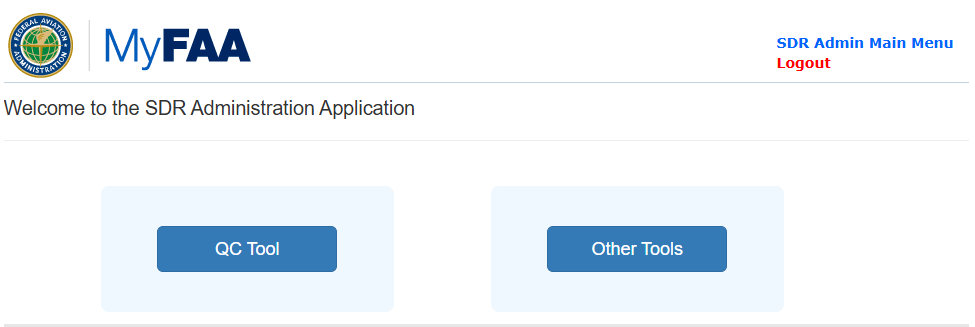 FEDERAL AVIATION
ADMINISTRATION
MyFAA
SDR Admin Main Menu
Logout
Welcome to the SDR Administration Application
QC Tool
Other Tools